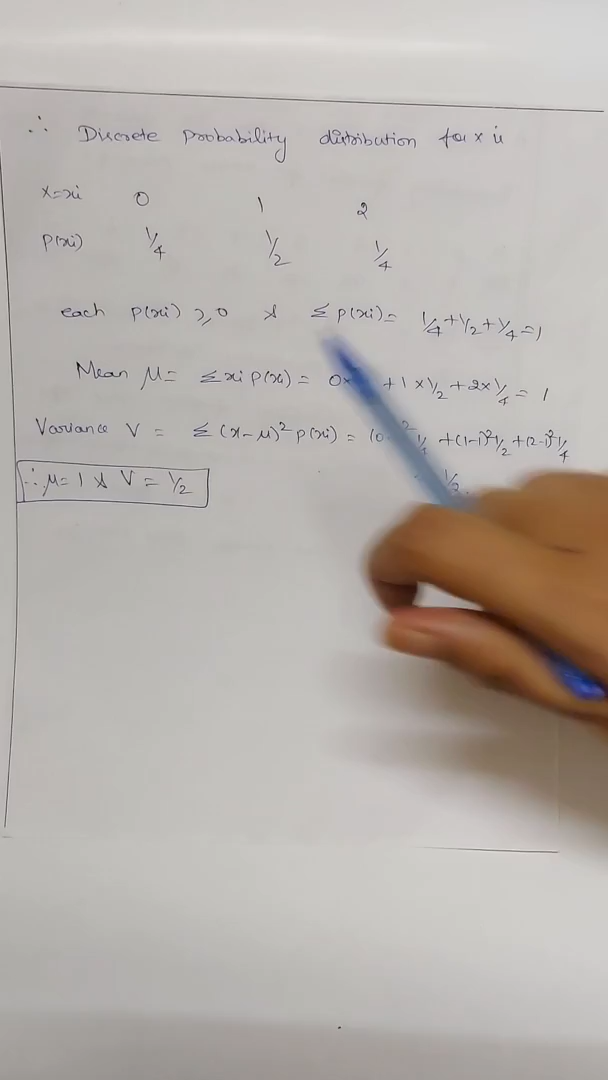 ∴ Discrete probability distribution for x is
x=xi 0 1 2
p(xi) 1/4 1/2 1/4
each p(xi) ≥ 0 & Σ p(xi) = 1/4 + 1/2 + 1/4 = 1
Mean μ = Σ xi p(xi) = 0× + 1 × 1/2 + 2 × 1/4 = 1
Variance V = Σ (x-μ)² p(xi) = (0- ² 1/4 + (1-1)² 1/2 + (2-1)² 1/4
1/2.
∴ μ = 1 & V = 1/2